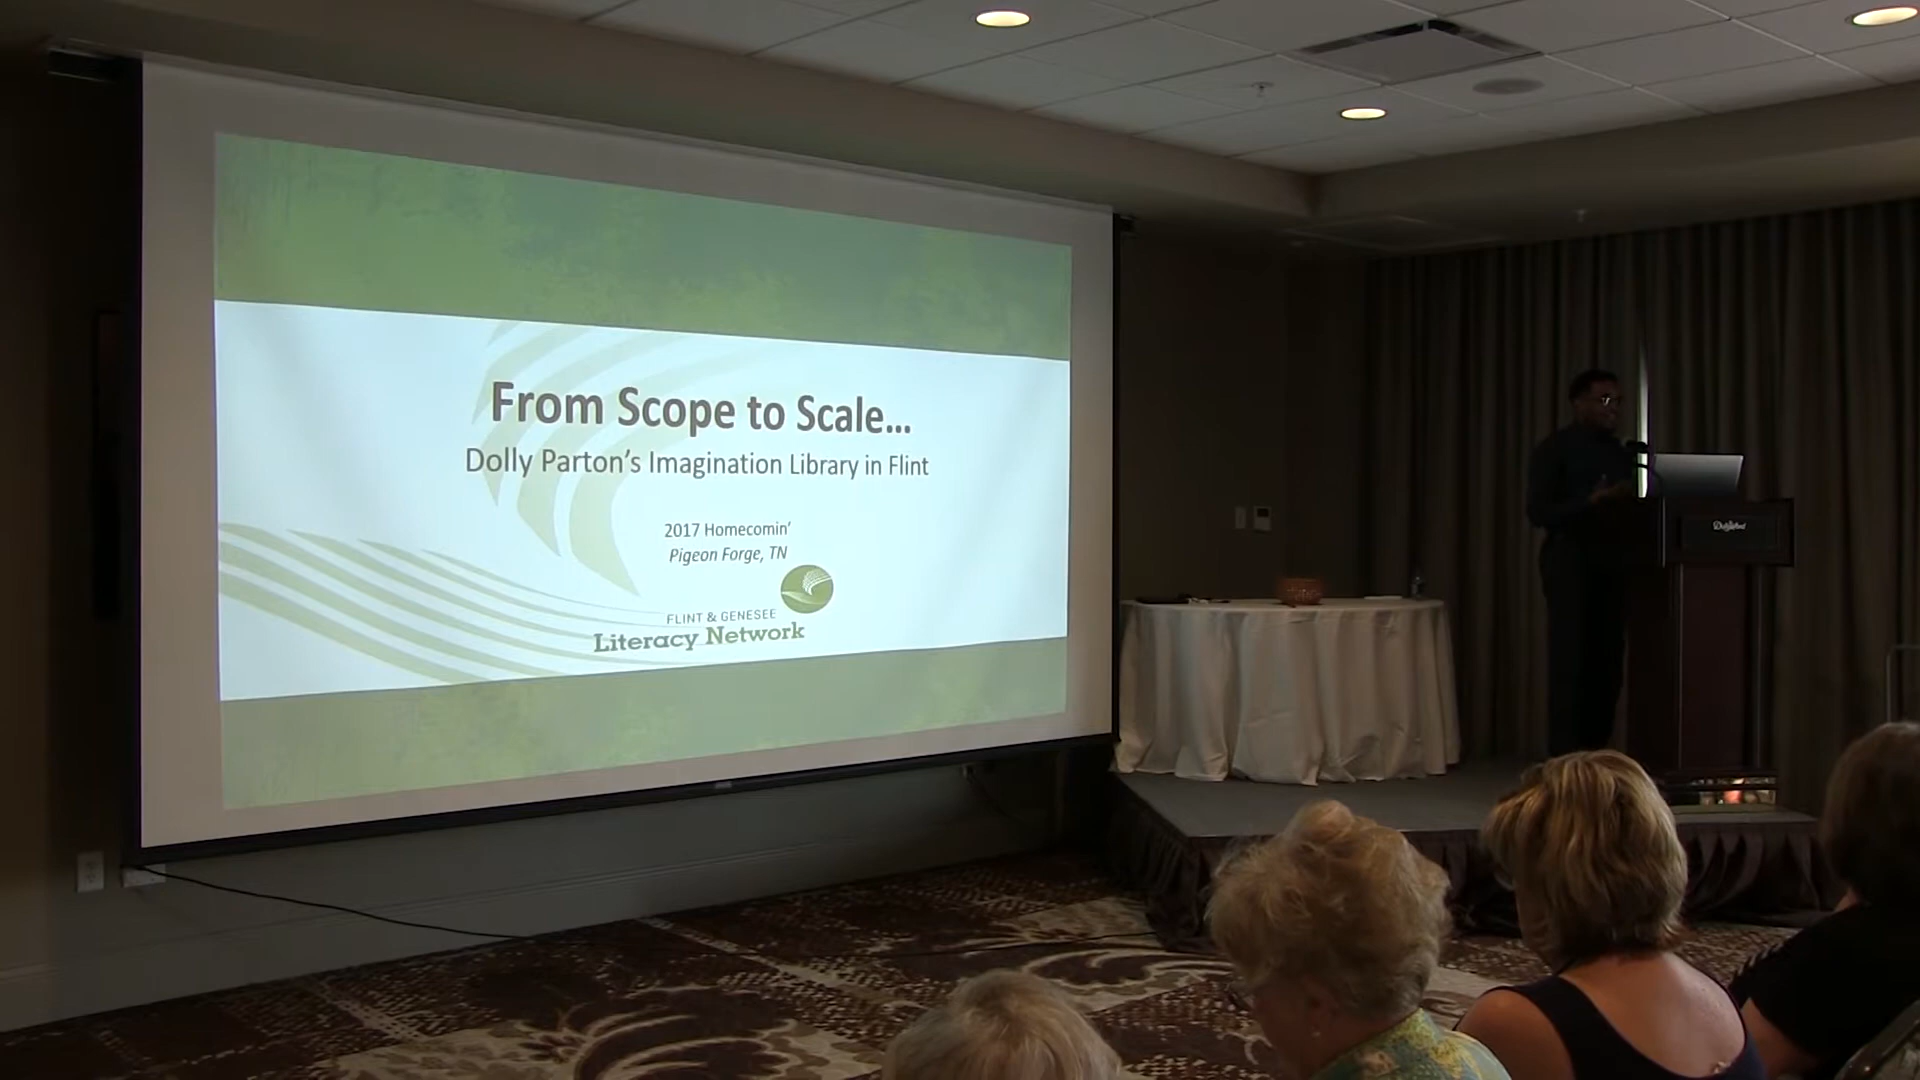 From Scope to Scale...
Dolly Parton's Imagination Library in Flint
2017 Homecomin'
Pigeon Forge, TN
FLINT & GENESEE
Literacy Network